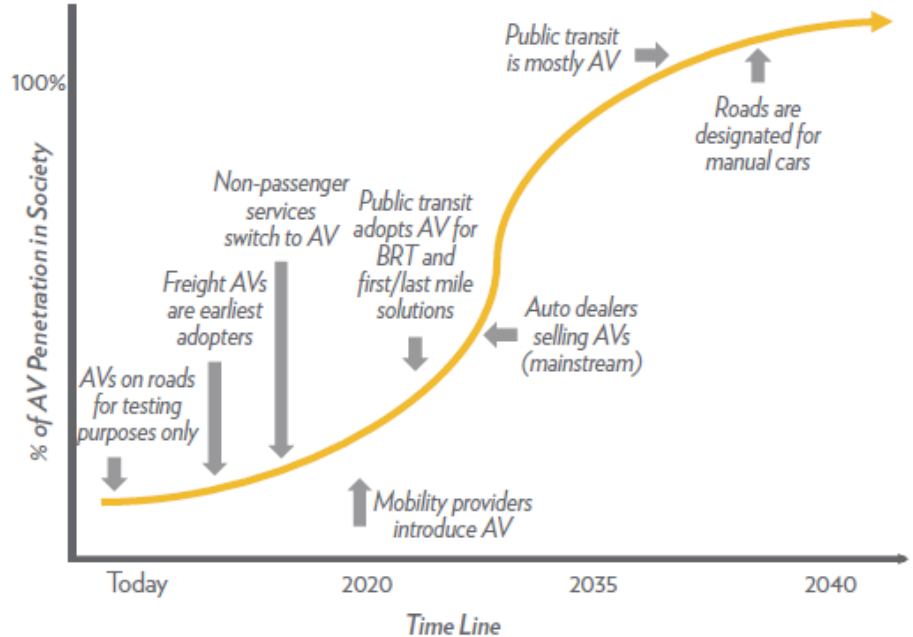 Public transit
is mostly AV
100%
Roads are
designated for
manual cars
Non-passenger
services
switch to AV
Public transit
adopts AV for
BRT and
first/last mile
solutions
Freight AVs
are earliest
adopters
Auto dealers
selling AVs
(mainstream)
AVs on roads
for testing
purposes only
Mobility providers
introduce AV
% of AV Penetration in Society
Today
2020
2035
2040
Time Line